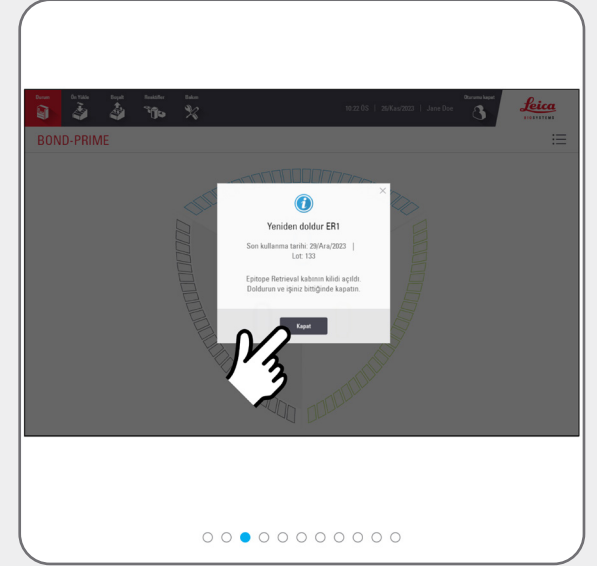 Durum
Ön Yükle
Boşalt
Reaktifler
Bakım
10:33 ÖS | 29/Kas/2023 | Jane Doe
Oturumu kapat
Leica
BIOSYSTEMS
BOND-PRIME
Yeniden doldur ER1
Son kullanma tarihi: 29/Ara/2023 |
Lot: 133
Epitope Retrieval kabının kilidi açıldı.
Doldurun ve işiniz bittiğinde kapatın.
Kapat